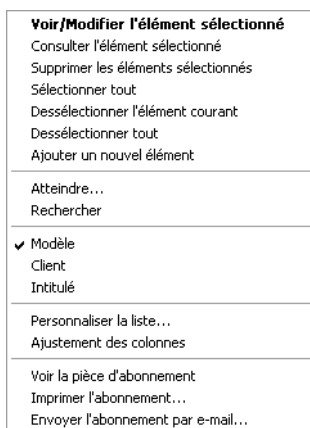 Voir/Modifier l'élément sélectionné
Consulter l'élément sélectionné
Supprimer les éléments sélectionnés
Sélectionner tout
Dessélectionner l'élément courant
Dessélectionner tout
Ajouter un nouvel élément
Atteindre...
Rechercher
Modèle
Client
Intitulé
Personnaliser la liste...
Ajustement des colonnes
Voir la pièce d'abonnement
Imprimer l'abonnement...
Envoyer l'abonnement par e-mail...